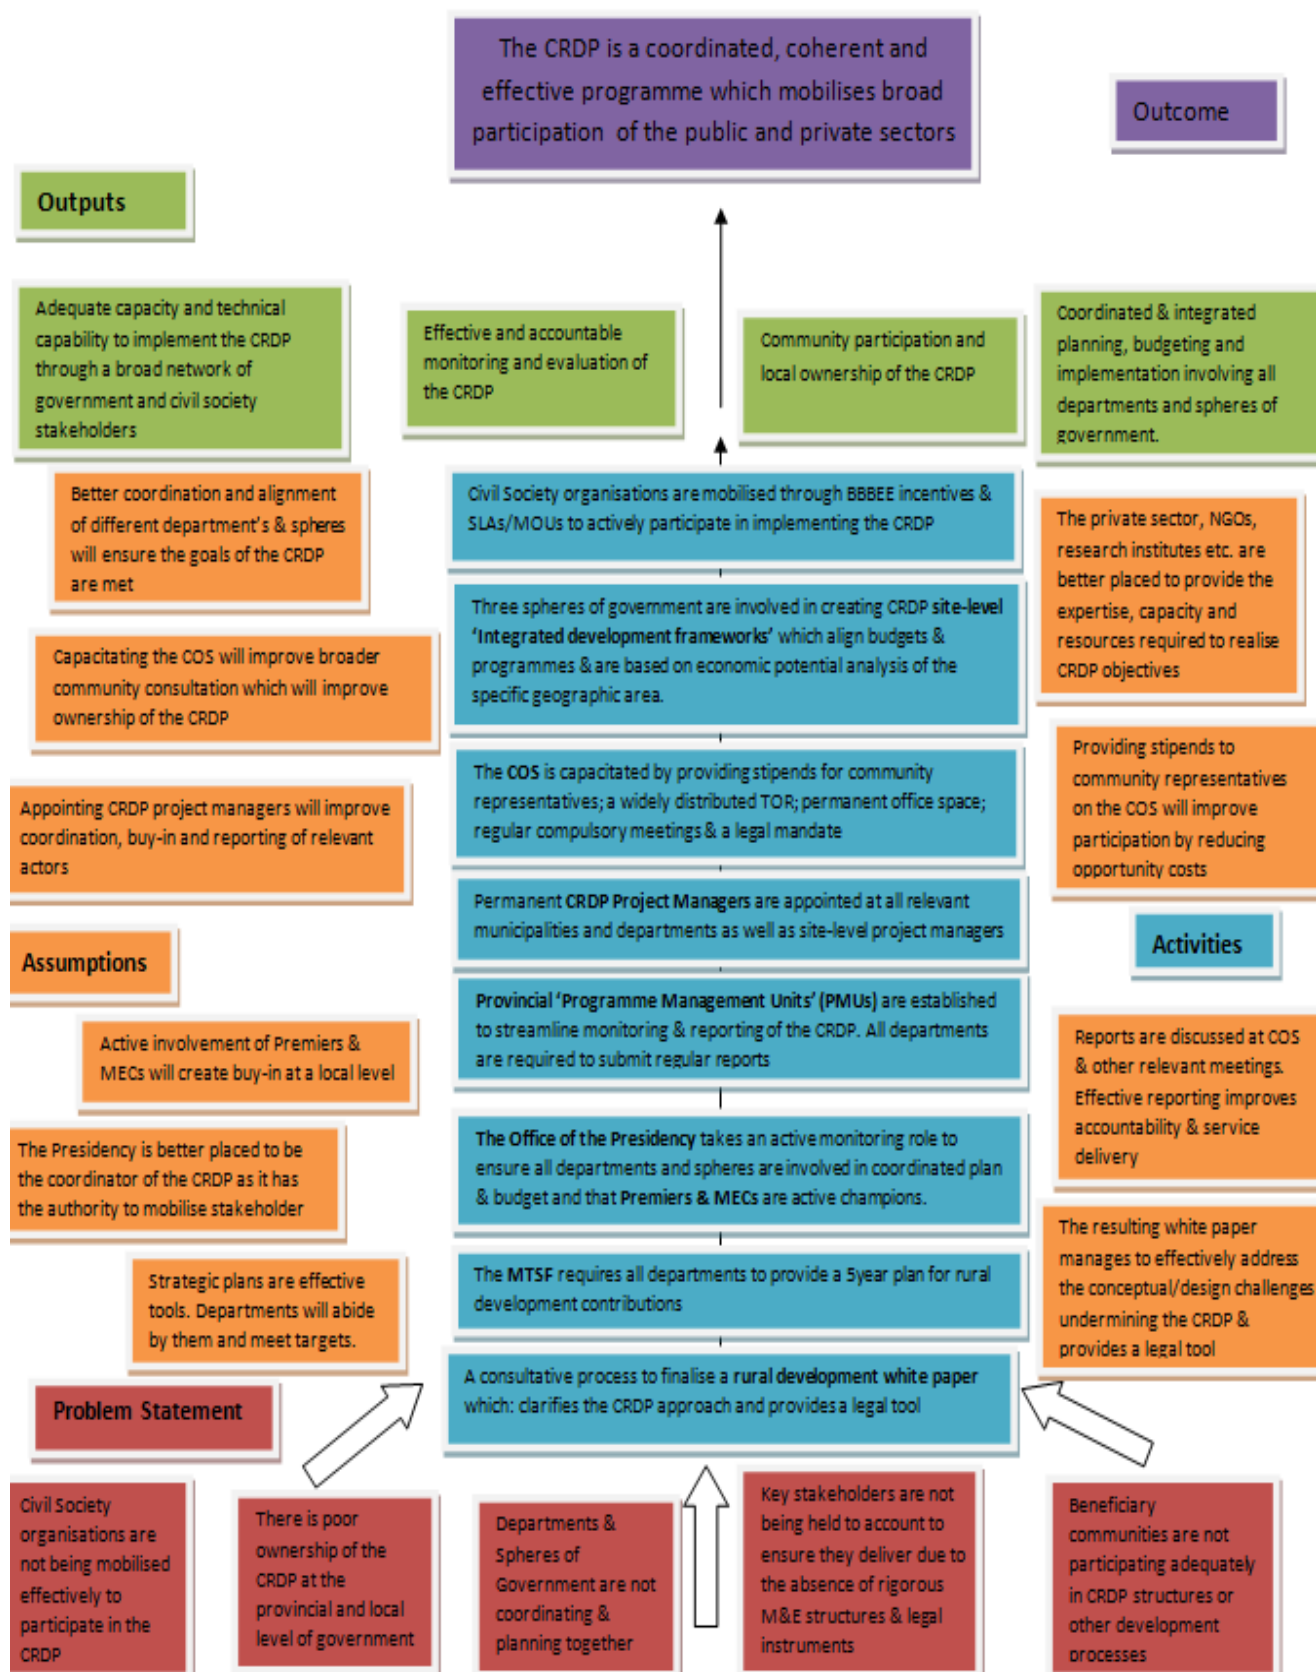 The CRDP is a coordinated, coherent and
effective programme which mobilises broad
participation of the public and private sectors
Outcome
Outputs
Adequate capacity and technical
capability to implement the CRDP
through a broad network of
government and civil society
stakeholders
Effective and accountable
monitoring and evaluation of
the CRDP
Community participation and
local ownership of the CRDP
Coordinated & integrated
planning, budgeting and
implementation involving all
departments and spheres of
government.
Better coordination and alignment
of different department's & spheres
will ensure the goals of the CRDP
are met
Civil Society organisations are mobilised through BBBEE incentives &
SLAs/MOUs to actively participate in implementing the CRDP
The private sector, NGOs,
research institutes etc. are
better placed to provide the
expertise, capacity and
resources required to realise
CRDP objectives
Three spheres of government are involved in creating CRDP site-level
'Integrated development frameworks' which align budgets &
programmes & are based on economic potential analysis of the
specific geographic area.
Capacitating the COS will improve broader
community consultation which will improve
ownership of the CRDP
The COS is capacitated by providing stipends for community
representatives; a widely distributed TOR; permanent office space;
regular compulsory meetings & a legal mandate
Providing stipends to
community representatives
on the COS will improve
participation by reducing
opportunity costs
Appointing CRDP project managers will improve
coordination, buy-in and reporting of relevant
actors
Permanent CRDP Project Managers are appointed at all relevant
municipalities and departments as well as site-level project managers
Activities
Assumptions
Provincial 'Programme Management Units' (PMUs) are established
to streamline monitoring & reporting of the CRDP. All departments
are required to submit regular reports
Active involvement of Premiers &
MECs will create buy-in at a local level
Reports are discussed at COS
& other relevant meetings.
Effective reporting improves
accountability & service
delivery
The Presidency is better placed to be
the coordinator of the CRDP as it has
the authority to mobilise stakeholder
The Office of the Presidency takes an active monitoring role to
ensure all departments and spheres are involved in coordinated plan
& budget and that Premiers & MECs are active champions.
The resulting white paper
manages to effectively address
the conceptual/design challenges
undermining the CRDP &
provides a legal tool
Strategic plans are effective
tools. Departments will abide
by them and meet targets.
The MTSF requires all departments to provide a 5year plan for rural
development contributions
A consultative process to finalise a rural development white paper
which: clarifies the CRDP approach and provides a legal tool
Problem Statement
Civil Society
organisations are
not being mobilised
effectively to
participate in the
CRDP
There is poor
ownership of the
CRDP at the
provincial and local
level of government
Departments &
Spheres of
Government are not
coordinating &
planning together
Key stakeholders are not
being held to account to
ensure they deliver due to
the absence of rigorous
M&E structures & legal
instruments
Beneficiary
communities are not
participating adequately
in CRDP structures or
other development
processes